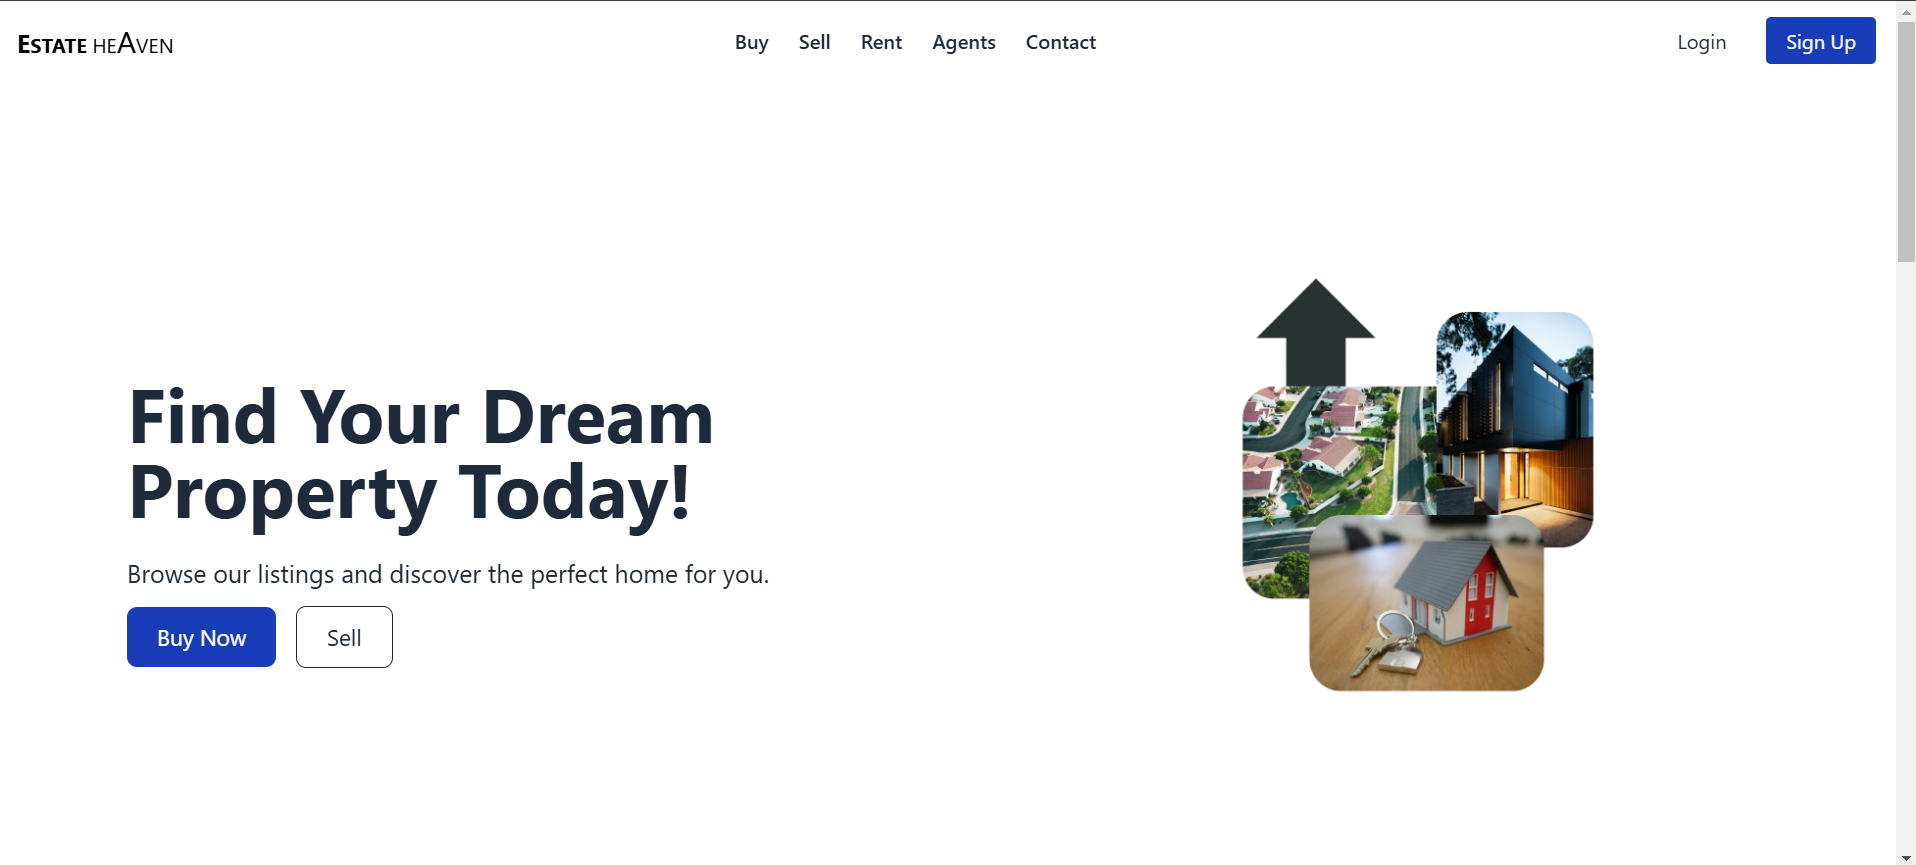 Estate heAven
Buy Sell Rent Agents Contact
Login Sign Up
Find Your Dream
Property Today!
Browse our listings and discover the perfect home for you.
Buy Now Sell